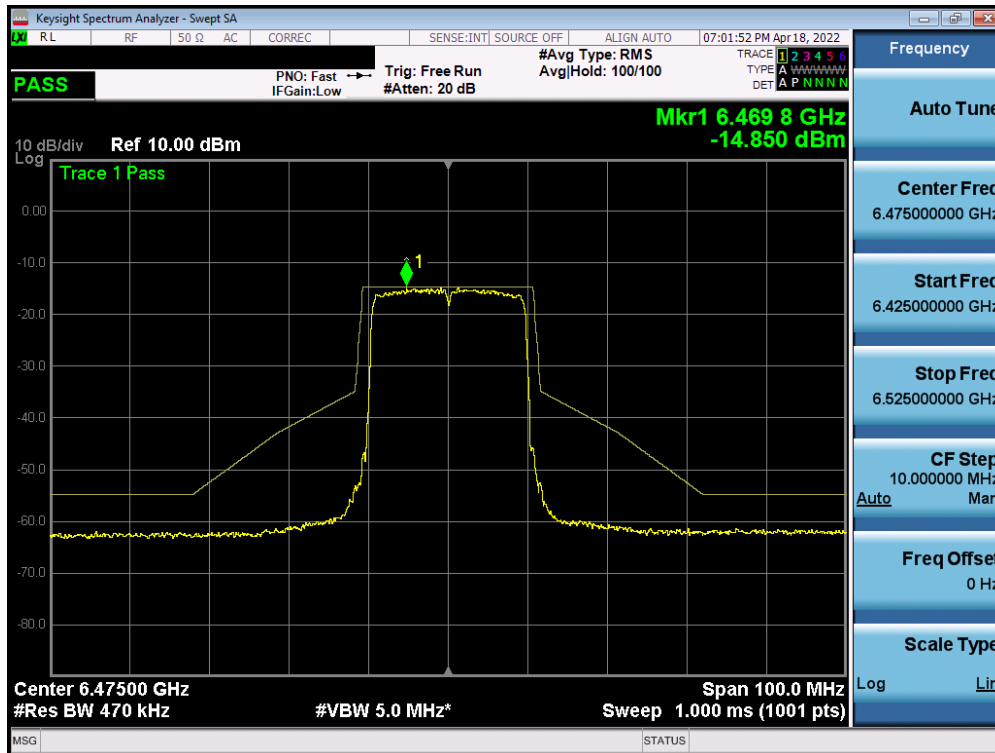 Keysight Spectrum Analyzer - Swept SA
LXI RL RF 50 Ω AC CORREC SENSE:INT SOURCE OFF ALIGN AUTO 07:01:52 PM Apr 18, 2022
PASS
PNO: Fast
IFGain:Low
Trig: Free Run
#Atten: 20 dB
#Avg Type: RMS
Avg|Hold: 100/100
TRACE 1 2 3 4 5 6
TYPE A WWWWW
DET A P N N N N
Mkr1 6.469 8 GHz
-14.850 dBm
10 dB/div Ref 10.00 dBm
Log
Trace 1 Pass
0.00
1
-10.0
-20.0
-30.0
-40.0
-50.0
-60.0
-70.0
-80.0
Center 6.47500 GHz Span 100.0 MHz
#Res BW 470 kHz #VBW 5.0 MHz* Sweep 1.000 ms (1001 pts)
MSG STATUS
Frequency
Auto Tune
Center Freq
6.475000000 GHz
Start Freq
6.425000000 GHz
Stop Freq
6.525000000 GHz
CF Step
10.000000 MHz
Auto Man
Freq Offset
0 Hz
Scale Type
Log Lin